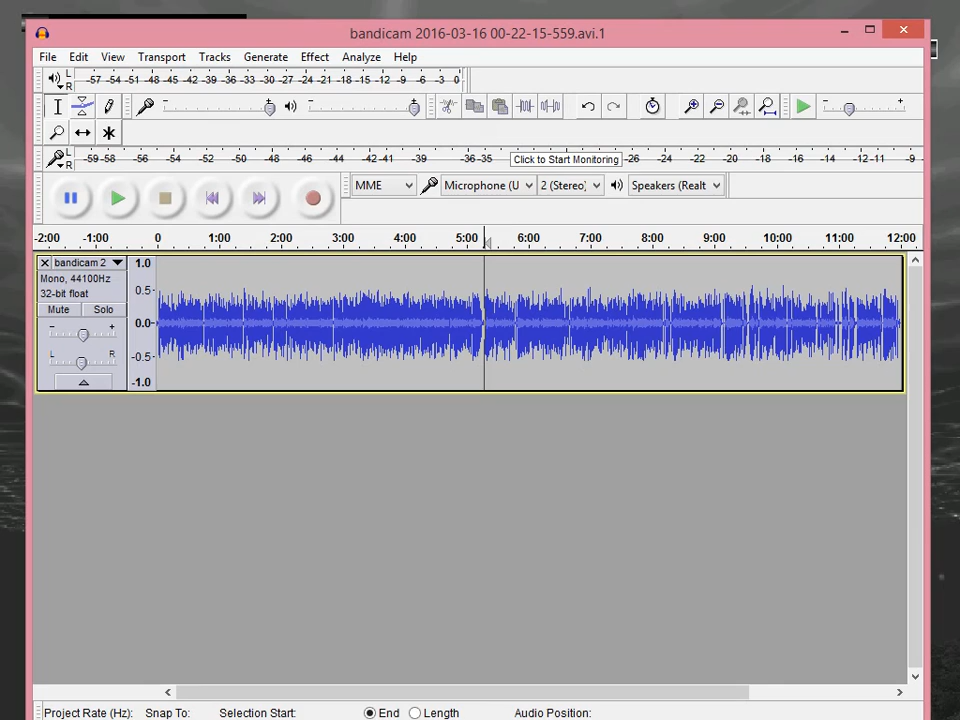 bandicam 2016-03-16 00-22-15-559.avi.1
File Edit View Transport Tracks Generate Effect Analyze Help
L R -57 -54 -51 -48 -45 -42 -39 -36 -33 -30 -27 -24 -21 -18 -15 -12 -9 -6 -3 0
L R -59 -58 -56 -54 -52 -50 -48 -46 -44 -42 -41 -39 -36 -35 Click to Start Monitoring -26 -24 -22 -20 -18 -16 -14 -12 -11 -9
MME Microphone (U 2 (Stereo) Speakers (Realt
-2:00 -1:00 0 1:00 2:00 3:00 4:00 5:00 6:00 7:00 8:00 9:00 10:00 11:00 12:00
bandicam 2 1.0
Mono, 44100Hz
32-bit float 0.5
Mute Solo
- + 0.0
L R -0.5
-1.0
Project Rate (Hz): Snap To: Selection Start: End Length Audio Position: